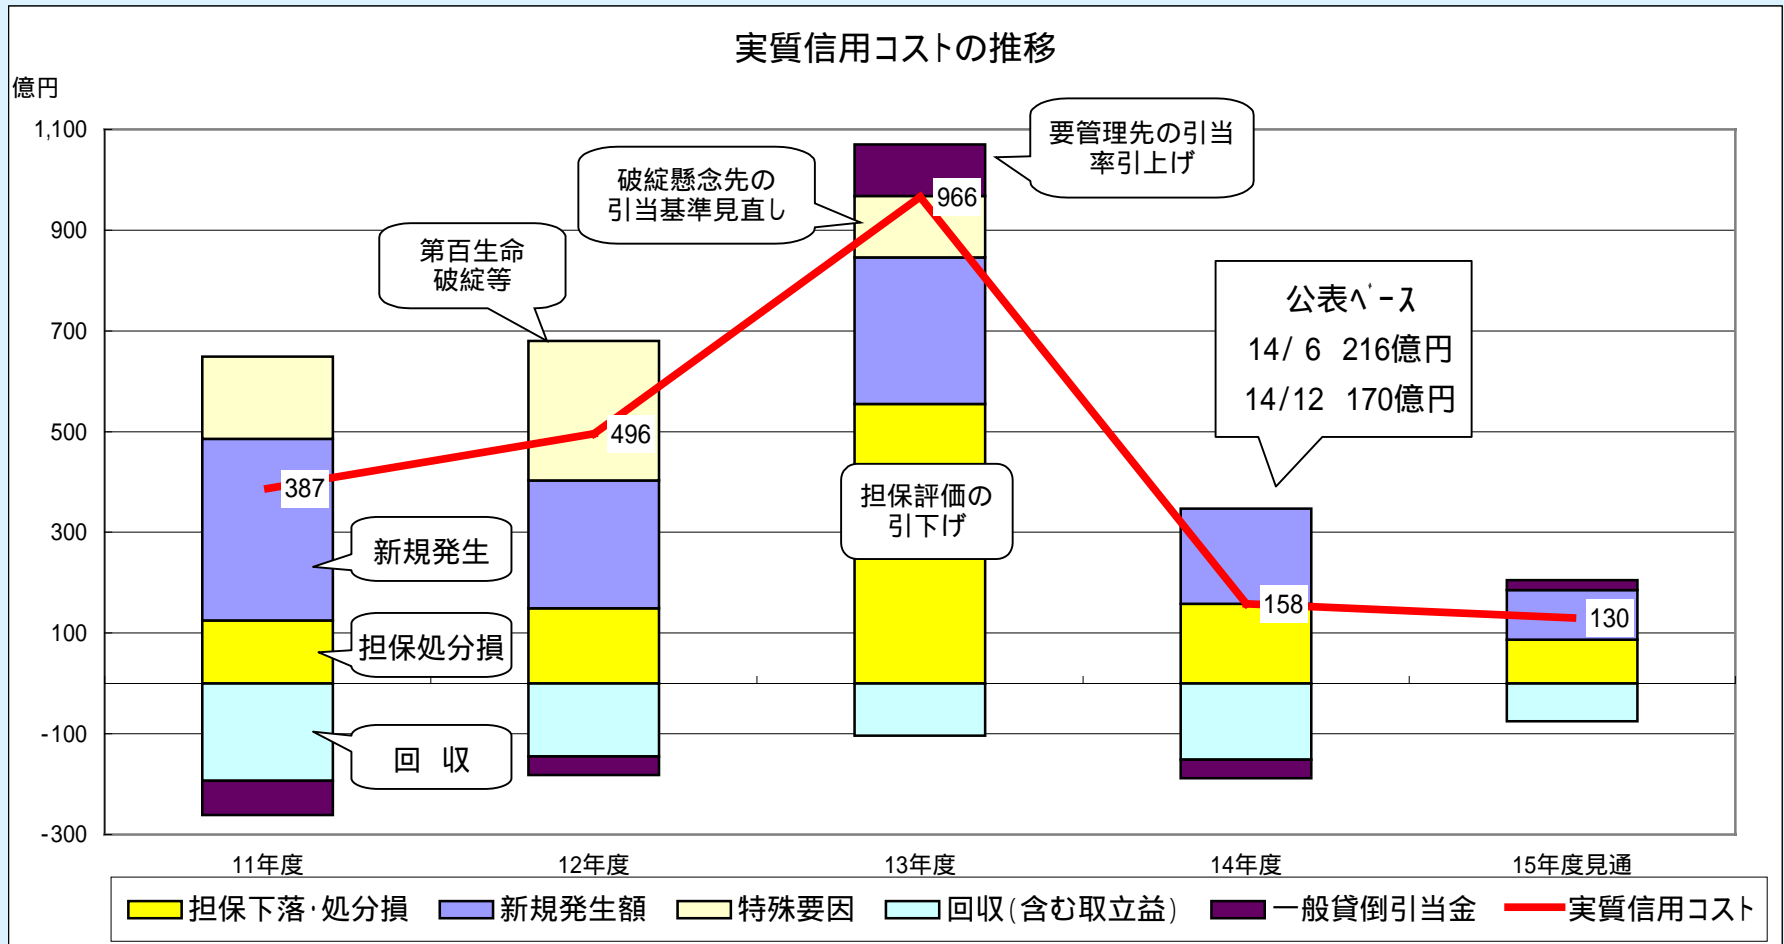 実質信用コストの推移
億円
1,100
900
700
500
300
100
-100
-300
第百生命
破綻等
破綻懸念先の
引当基準見直し
要管理先の引当
率引上げ
公表ベース
14/ 6 216億円
14/12 170億円
担保評価の
引下げ
新規発生
担保処分損
回 収
387
496
966
158
130
11年度
12年度
13年度
14年度
15年度見通
担保下落・処分損
新規発生額
特殊要因
回収(含む取立益)
一般貸倒引当金
実質信用コスト